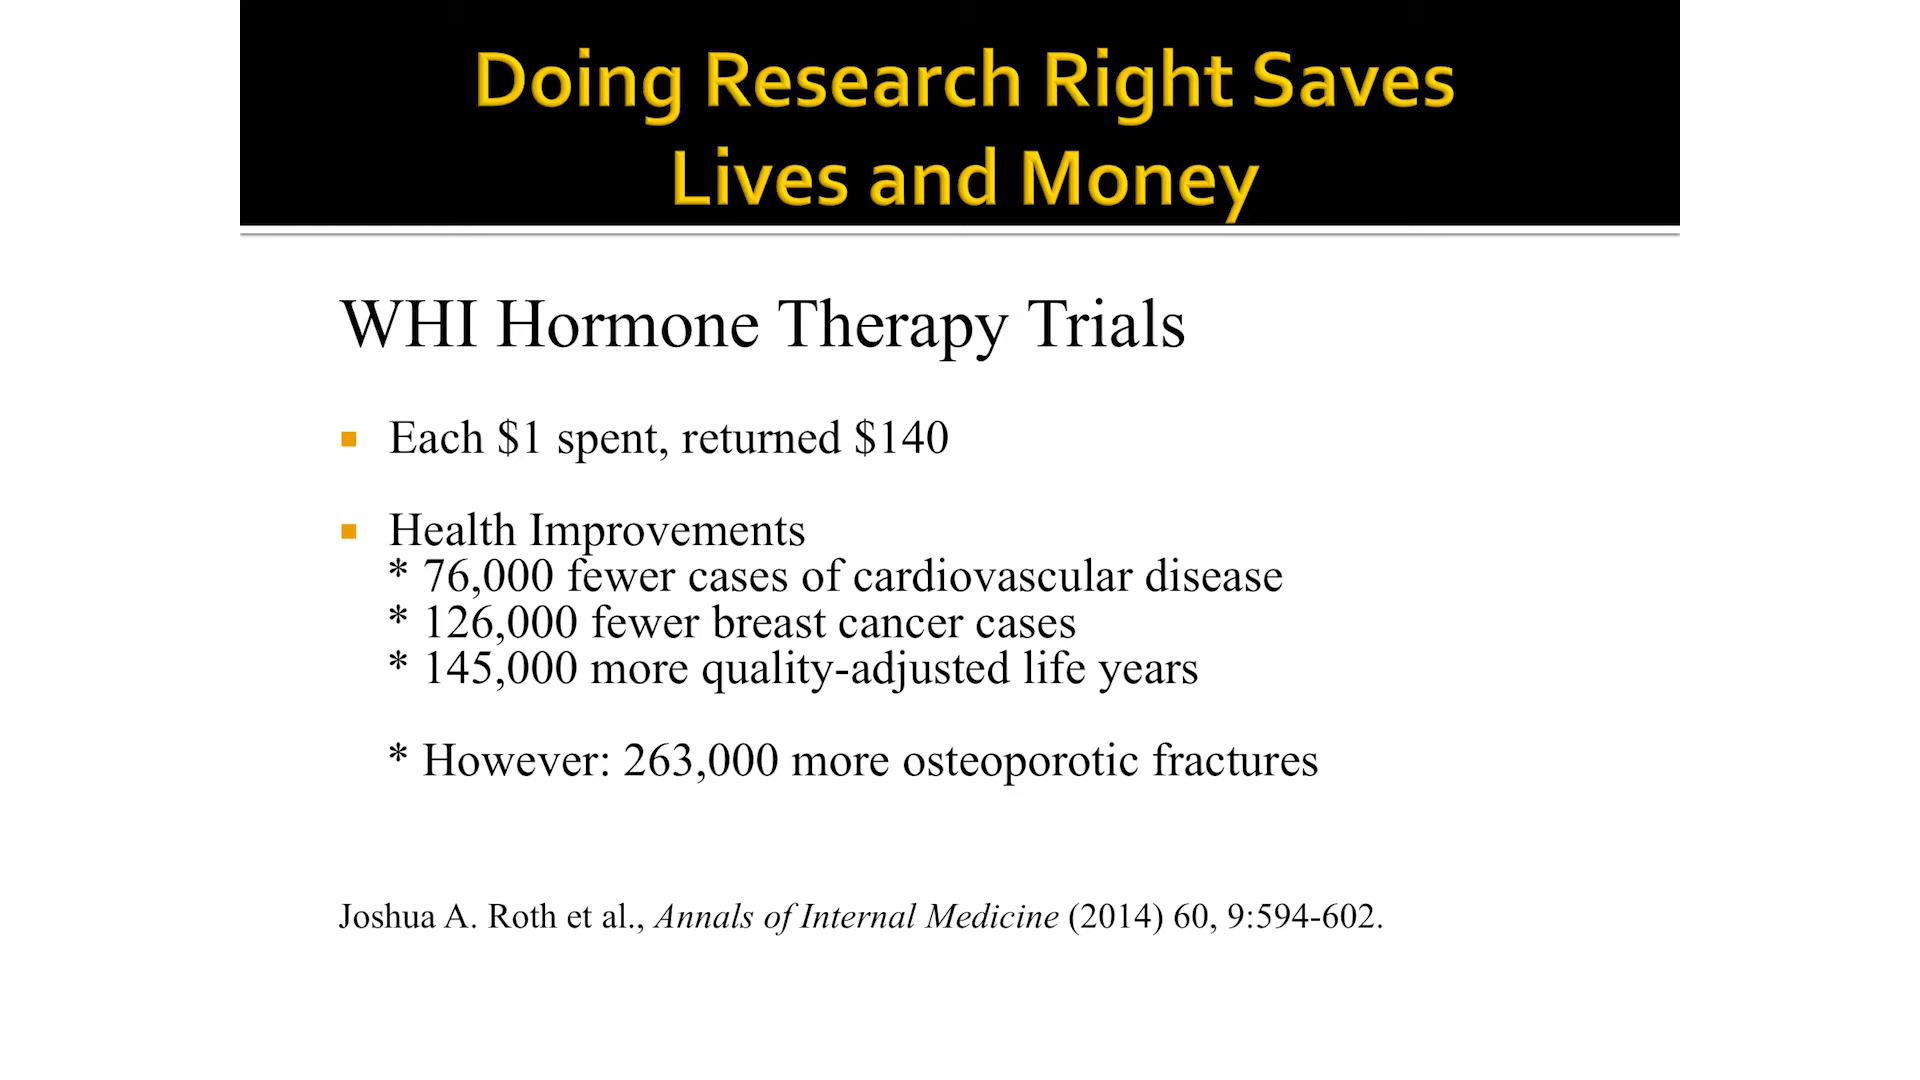 Doing Research Right Saves
Lives and Money
WHI Hormone Therapy Trials
Each $1 spent, returned $140
Health Improvements
* 76,000 fewer cases of cardiovascular disease
* 126,000 fewer breast cancer cases
* 145,000 more quality-adjusted life years
* However: 263,000 more osteoporotic fractures
Joshua A. Roth et al., Annals of Internal Medicine (2014) 60, 9:594-602.